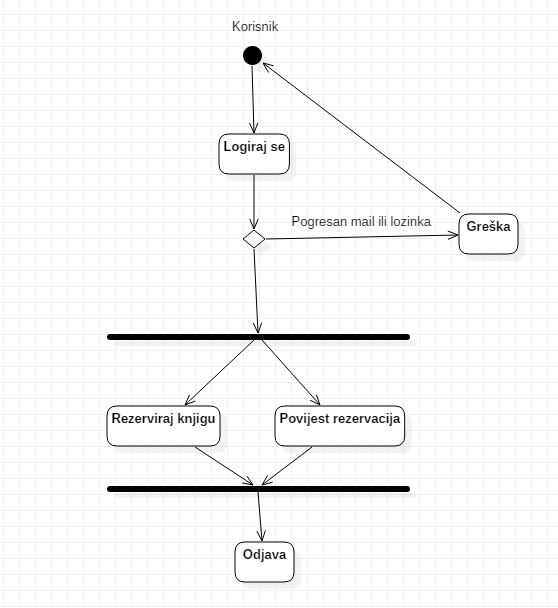 Korisnik
Logiraj se
Pogresan mail ili lozinka
Greška
Rezerviraj knjigu
Povijest rezervacija
Odjava